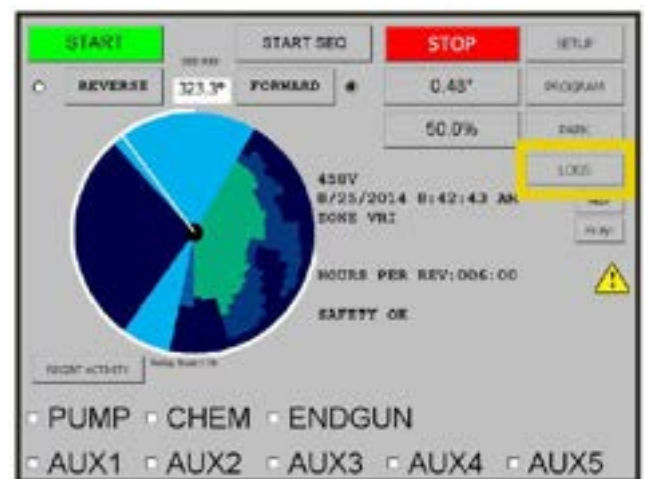 START START SEQ STOP SETUP
REVERSE 323.3° FORWARD 0.48" PROGRAM
50.0% PARK
LOGS
458V
8/25/2014 8:42:43 AM
ZONE VRI
HOURS PER REV:006:00
SAFETY OK
RECENT ACTIVITY
PUMP CHEM ENDGUN
AUX1 AUX2 AUX3 AUX4 AUX5